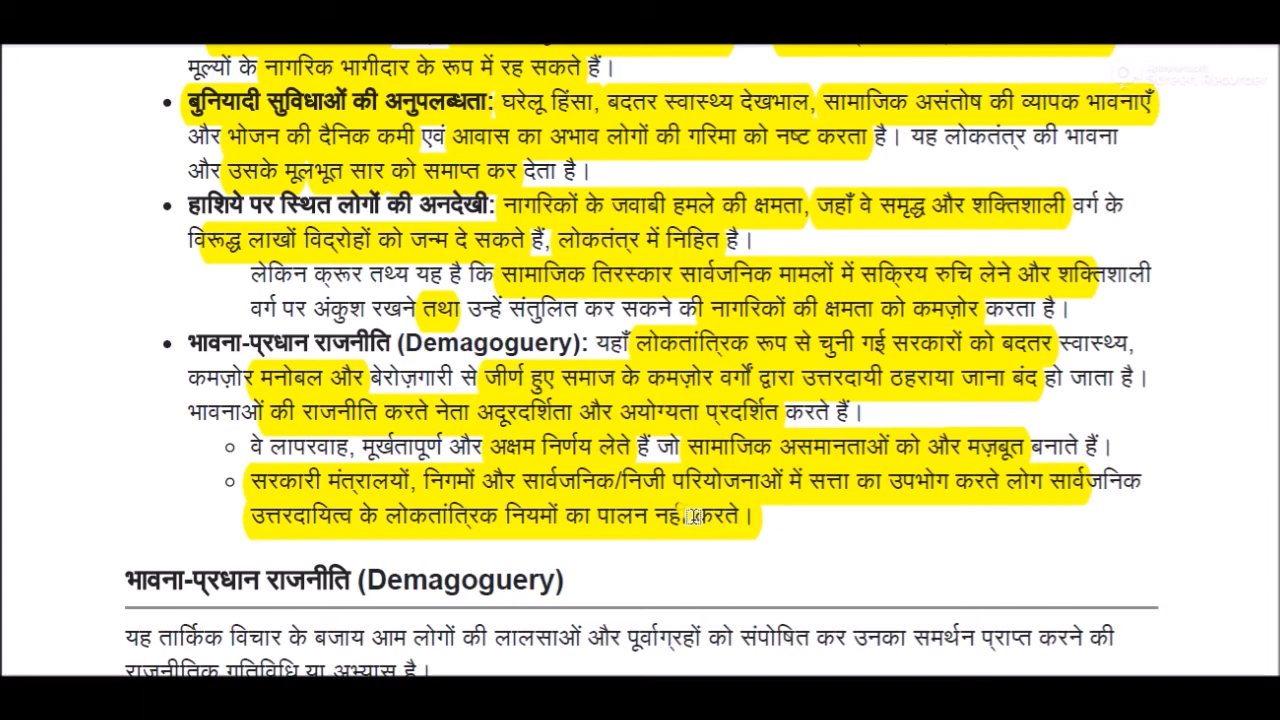 मूल्यों के नागरिक भागीदार के रूप में रह सकते हैं।
Screen Recorder
• बुनियादी सुविधाओं की अनुपलब्धता: घरेलू हिंसा, बदतर स्वास्थ्य देखभाल, सामाजिक असंतोष की व्यापक भावनाएँ
और भोजन की दैनिक कमी एवं आवास का अभाव लोगों की गरिमा को नष्ट करता है। यह लोकतंत्र की भावना
और उसके मूलभूत सार को समाप्त कर देता है।
• हाशिये पर स्थित लोगों की अनदेखी: नागरिकों के जवाबी हमले की क्षमता, जहाँ वे समृद्ध और शक्तिशाली वर्ग के
विरूद्ध लाखों विद्रोहों को जन्म दे सकते हैं, लोकतंत्र में निहित है।
लेकिन क्रूर तथ्य यह है कि सामाजिक तिरस्कार सार्वजनिक मामलों में सक्रिय रुचि लेने और शक्तिशाली
वर्ग पर अंकुश रखने तथा उन्हें संतुलित कर सकने की नागरिकों की क्षमता को कमज़ोर करता है।
• भावना-प्रधान राजनीति (Demagoguery): यहाँ लोकतांत्रिक रूप से चुनी गई सरकारों को बदतर स्वास्थ्य,
कमज़ोर मनोबल और बेरोज़गारी से जीर्ण हुए समाज के कमज़ोर वर्गों द्वारा उत्तरदायी ठहराया जाना बंद हो जाता है।
भावनाओं की राजनीति करते नेता अदूरदर्शिता और अयोग्यता प्रदर्शित करते हैं।
○ वे लापरवाह, मूर्खतापूर्ण और अक्षम निर्णय लेते हैं जो सामाजिक असमानताओं को और मज़बूत बनाते हैं।
○ सरकारी मंत्रालयों, निगमों और सार्वजनिक/निजी परियोजनाओं में सत्ता का उपभोग करते लोग सार्वजनिक
उत्तरदायित्व के लोकतांत्रिक नियमों का पालन नहीं करते।
भावना-प्रधान राजनीति (Demagoguery)
यह तार्किक विचार के बजाय आम लोगों की लालसाओं और पूर्वाग्रहों को संपोषित कर उनका समर्थन प्राप्त करने की
राजनीतिक गतिविधि या अभ्यास है।